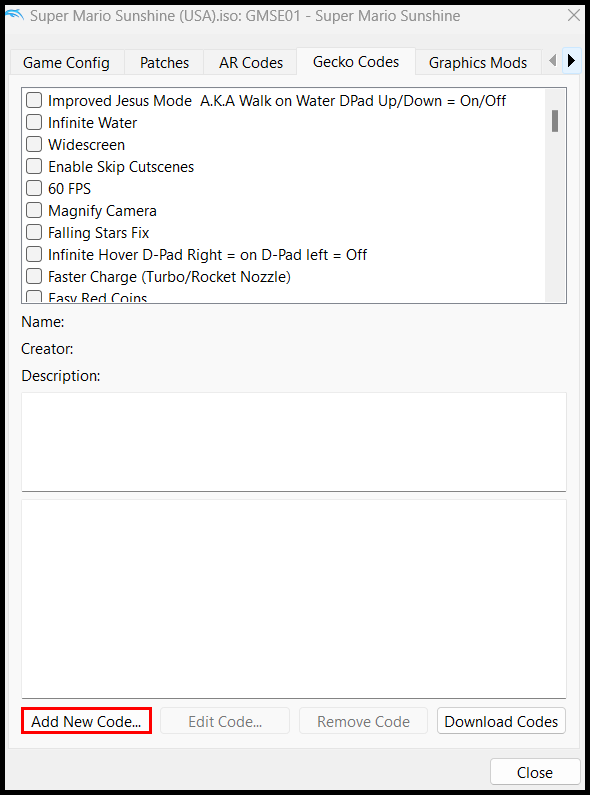 Super Mario Sunshine (USA).iso: GMSE01 - Super Mario Sunshine
Game Config Patches AR Codes Gecko Codes Graphics Mods
Improved Jesus Mode  A.K.A Walk on Water DPad Up/Down = On/Off
Infinite Water
Widescreen
Enable Skip Cutscenes
60 FPS
Magnify Camera
Falling Stars Fix
Infinite Hover D-Pad Right = on D-Pad left = Off
Faster Charge (Turbo/Rocket Nozzle)
Easy Red Coins
Name:
Creator:
Description:
Add New Code... Edit Code... Remove Code Download Codes
Close